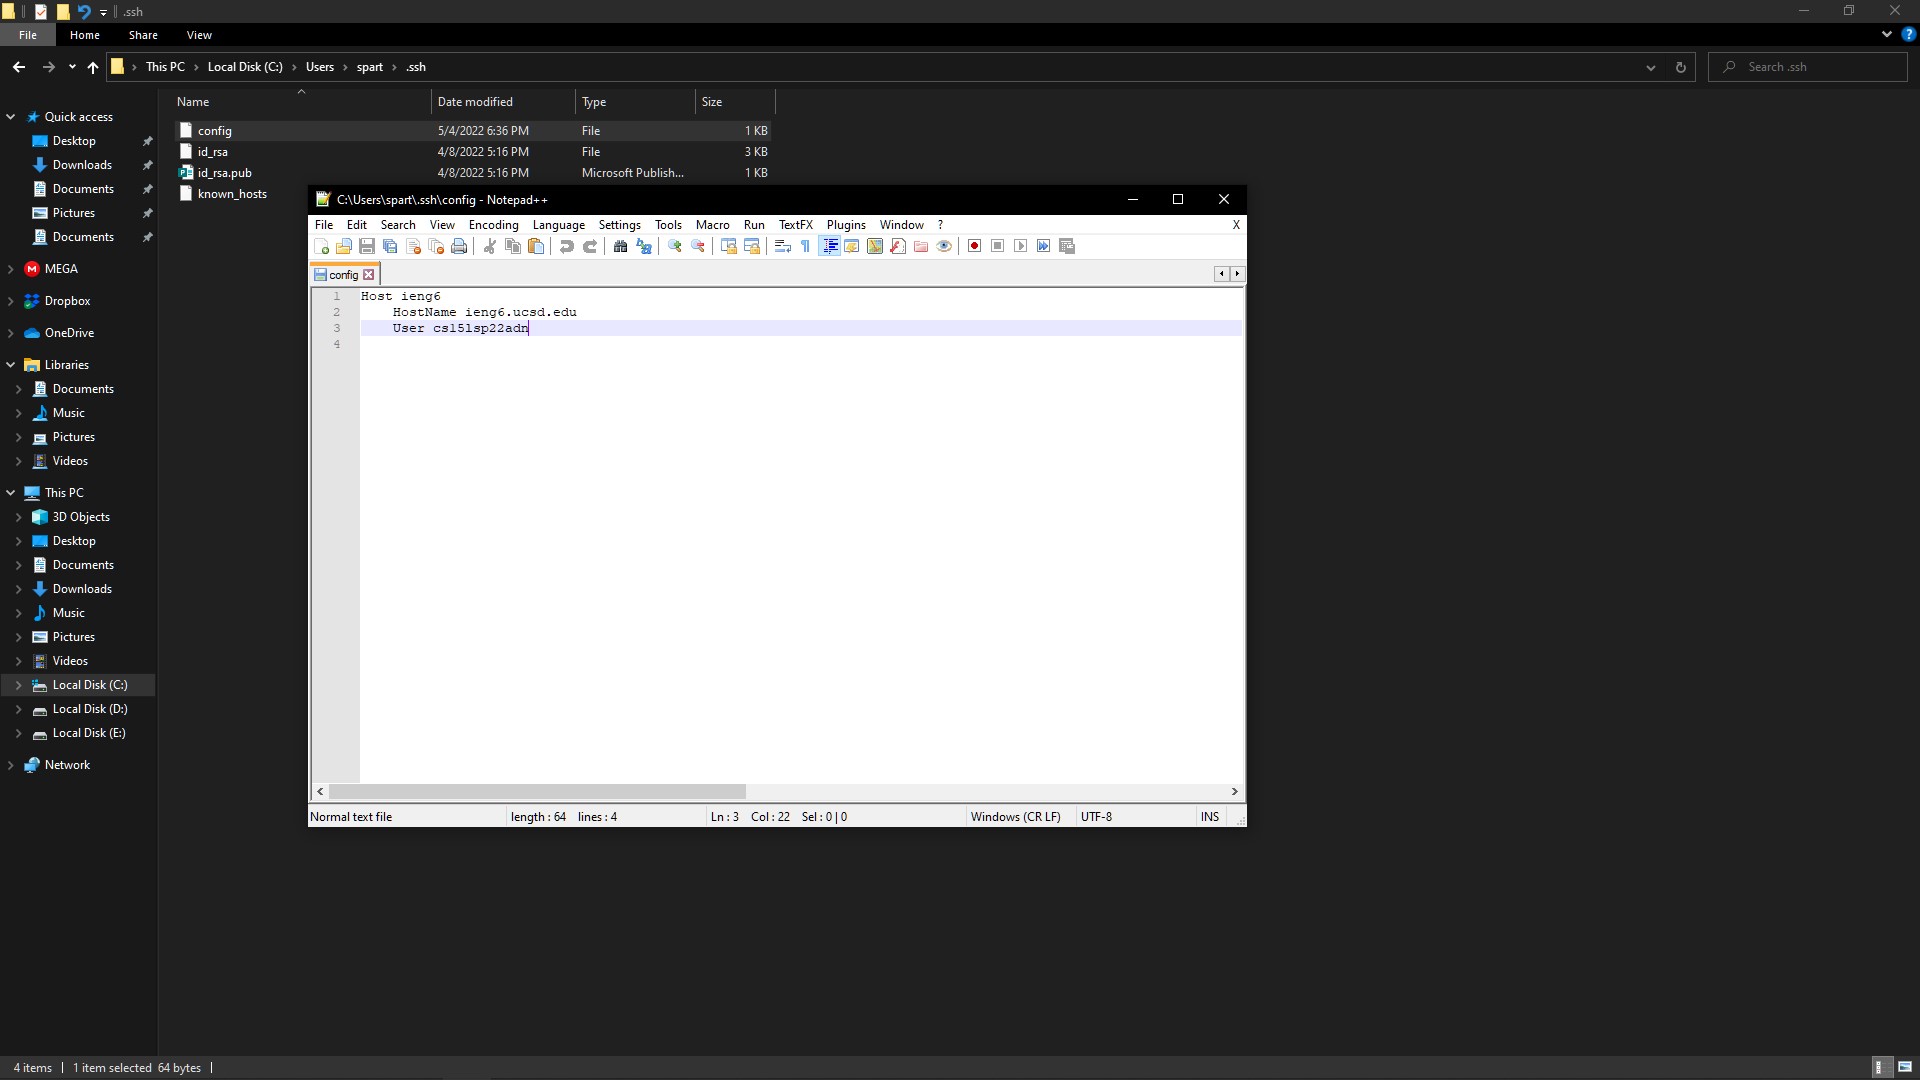 .ssh
File Home Share View
This PC Local Disk (C:) Users spart .ssh
Search .ssh
Name Date modified Type Size
config 5/4/2022 6:36 PM File 1 KB
id_rsa 4/8/2022 5:16 PM File 3 KB
id_rsa.pub 4/8/2022 5:16 PM Microsoft Publish... 1 KB
known_hosts
Quick access
Desktop
Downloads
Documents
Pictures
Documents
MEGA
Dropbox
OneDrive
Libraries
Documents
Music
Pictures
Videos
This PC
3D Objects
Desktop
Documents
Downloads
Music
Pictures
Videos
Local Disk (C:)
Local Disk (D:)
Local Disk (E:)
Network
C:\Users\spart\.ssh\config - Notepad++
File Edit Search View Encoding Language Settings Tools Macro Run TextFX Plugins Window ? X
config
1 Host ieng6
2 HostName ieng6.ucsd.edu
3 User cs15lsp22adn
4
Normal text file length : 64 lines : 4 Ln : 3 Col : 22 Sel : 0 | 0 Windows (CR LF) UTF-8 INS
4 items 1 item selected 64 bytes